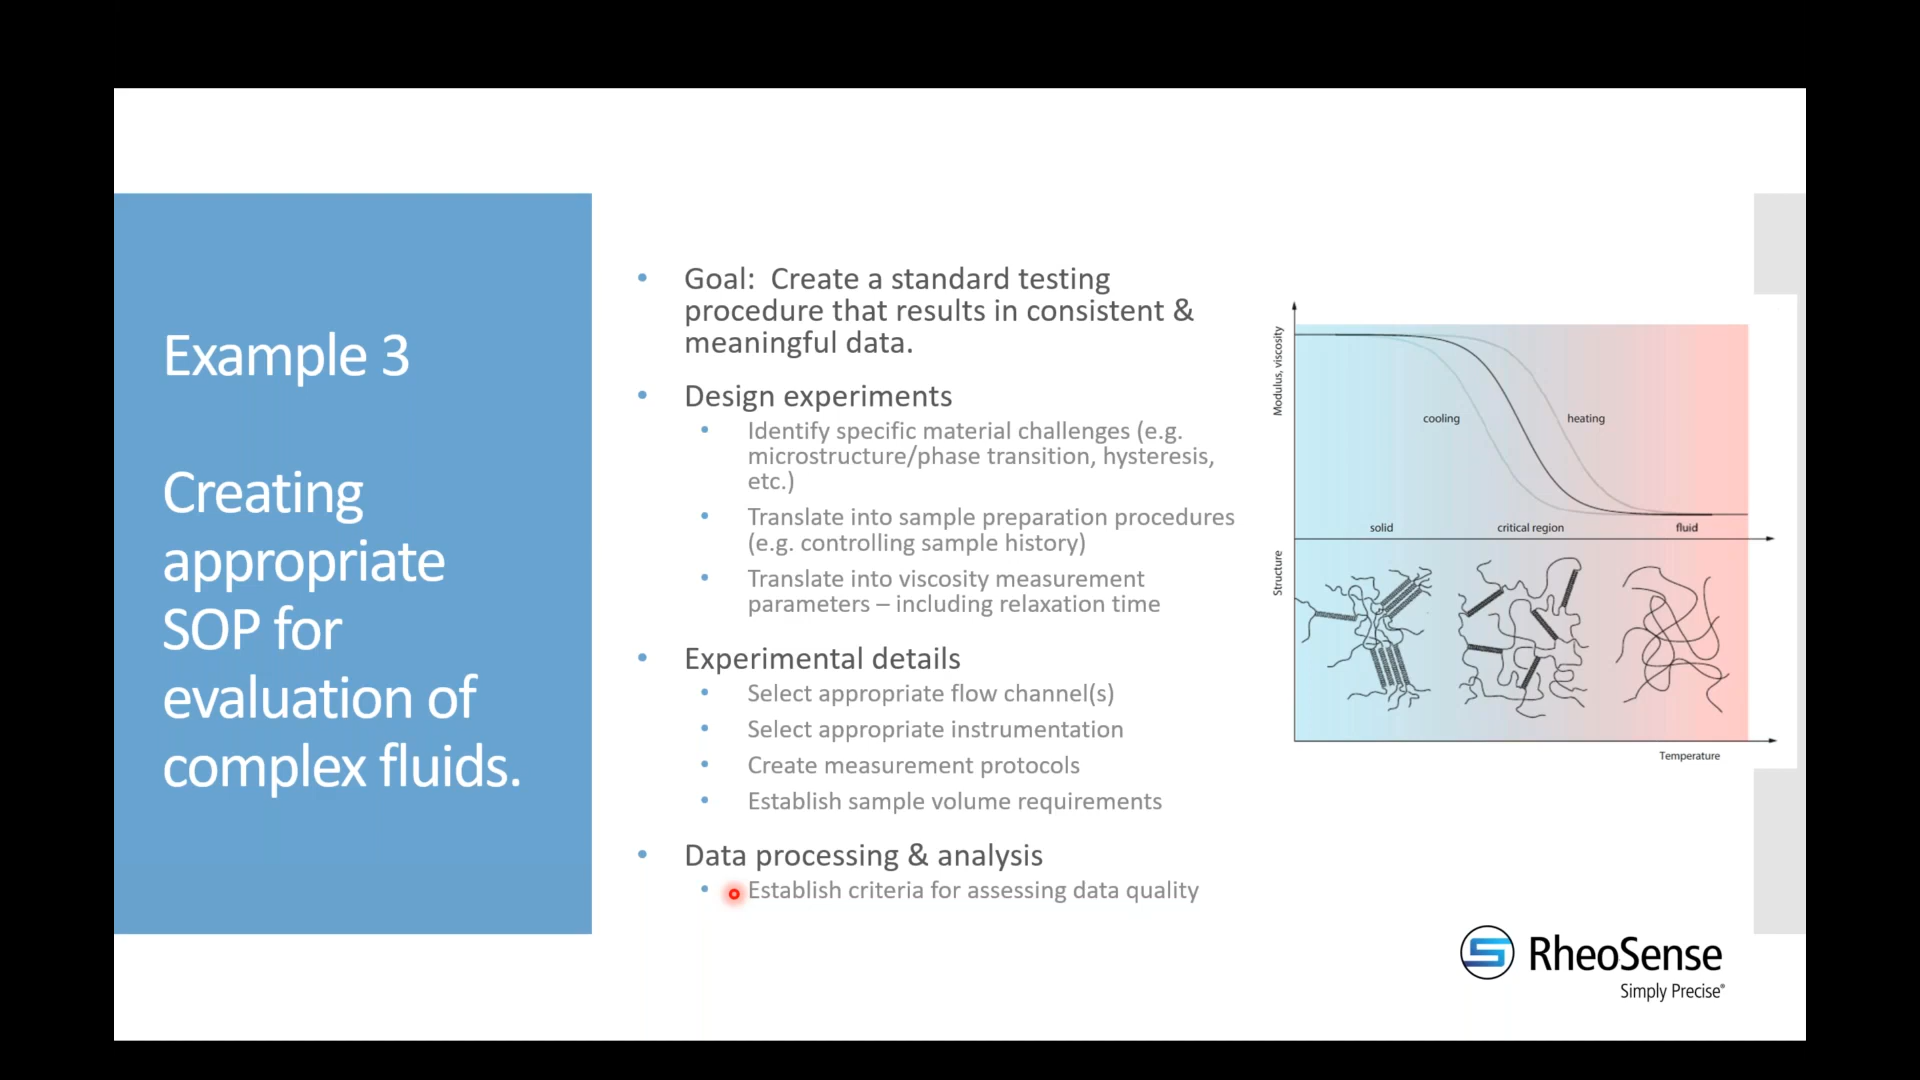 Example 3
Creating
appropriate
SOP for
evaluation of
complex fluids.
• Goal:  Create a standard testing
procedure that results in consistent &
meaningful data.
• Design experiments
• Identify specific material challenges (e.g.
microstructure/phase transition, hysteresis,
etc.)
• Translate into sample preparation procedures
(e.g. controlling sample history)
• Translate into viscosity measurement
parameters – including relaxation time
• Experimental details
• Select appropriate flow channel(s)
• Select appropriate instrumentation
• Create measurement protocols
• Establish sample volume requirements
• Data processing & analysis
• Establish criteria for assessing data quality
Modulus, viscosity
cooling
heating
solid
critical region
fluid
Structure
Temperature
RheoSense
Simply Precise®